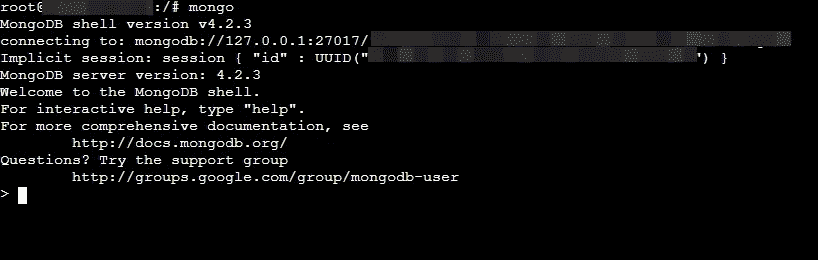 root@ :/# mongo
MongoDB shell version v4.2.3
connecting to: mongodb://127.0.0.1:27017/
Implicit session: session { "id" : UUID(" ") }
MongoDB server version: 4.2.3
Welcome to the MongoDB shell.
For interactive help, type "help".
For more comprehensive documentation, see
http://docs.mongodb.org/
Questions? Try the support group
http://groups.google.com/group/mongodb-user
>